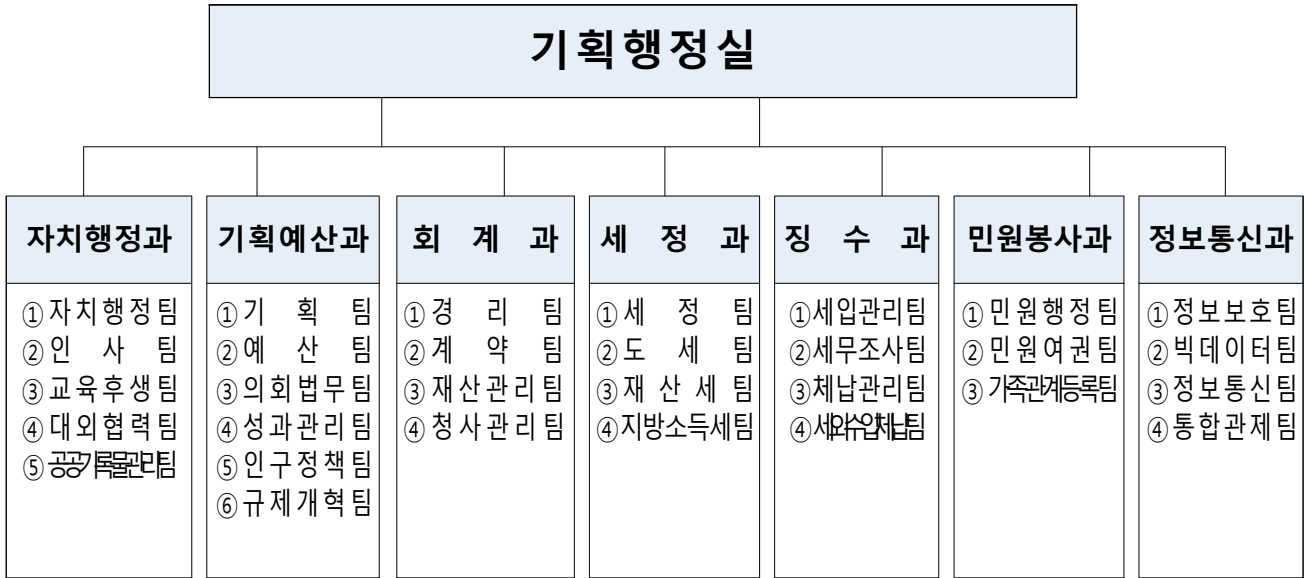 기획행정실
자치행정과
①자치행정팀
②인 사 팀
③교육후생팀
④대외협력팀
⑤공공기록물관리팀
기획예산과
①기 획 팀
②예 산 팀
③의회법무팀
④성과관리팀
⑤인구정책팀
⑥규제개혁팀
회 계 과
①경 리 팀
②계 약 팀
③재산관리팀
④청사관리팀
세 정 과
①세 정 팀
②도 세 팀
③재 산 세 팀
④지방소득세팀
징 수 과
①세입관리팀
②세무조사팀
③체납관리팀
④세외수입체납팀
민원봉사과
①민원행정팀
②민원여권팀
③가족관계등록팀
정보통신과
①정보보호팀
②빅데이터팀
③정보통신팀
④통합관제팀